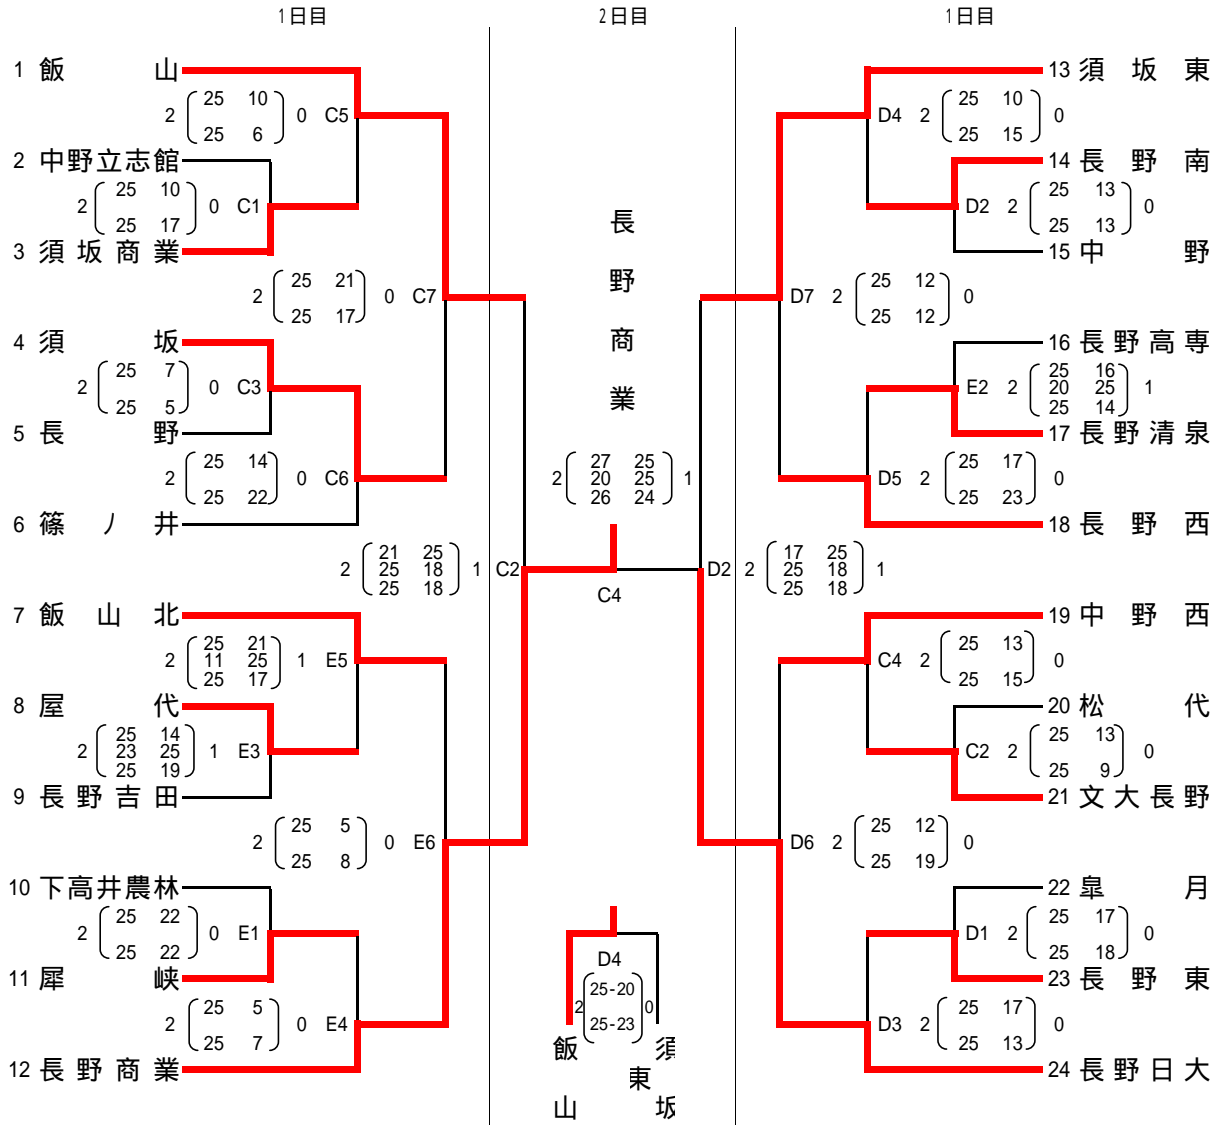 1日目 2日目 1日目
1 飯山
2 ( 25 10 25 6 ) 0 C5
2 中野立志館
2 ( 25 10 25 17 ) 0 C1
3 須坂商業
2 ( 25 21 25 17 ) 0 C7
4 須坂
2 ( 25 7 25 5 ) 0 C3
5 長野
2 ( 25 14 25 22 ) 0 C6
6 篠ノ井
2 ( 21 25 25 18 25 18 ) 1 C2
7 飯山北
2 ( 25 21 11 25 25 17 ) 1 E5
8 屋代
2 ( 25 14 23 25 25 19 ) 1 E3
9 長野吉田
2 ( 25 5 25 8 ) 0 E6
10 下高井農林
2 ( 25 22 25 22 ) 0 E1
11 犀峡
2 ( 25 5 25 7 ) 0 E4
12 長野商業
長野商業
2 ( 27 25 20 25 26 24 ) 1
C4
D4
2 ( 25-20 25-23 ) 0
飯山
須坂東
13 須坂東
D4 2 ( 25 10 25 15 ) 0
14 長野南
D2 2 ( 25 13 25 13 ) 0
15 中野
D7 2 ( 25 12 25 12 ) 0
16 長野高専
E2 2 ( 25 16 20 25 25 14 ) 1
17 長野清泉
D5 2 ( 25 17 25 23 ) 0
18 長野西
D2 2 ( 17 25 25 18 25 18 ) 1
19 中野西
C4 2 ( 25 13 25 15 ) 0
20 松代
C2 2 ( 25 13 25 9 ) 0
21 文大長野
D6 2 ( 25 12 25 19 ) 0
22 皐月
D1 2 ( 25 17 25 18 ) 0
23 長野東
D3 2 ( 25 17 25 13 ) 0
24 長野日大